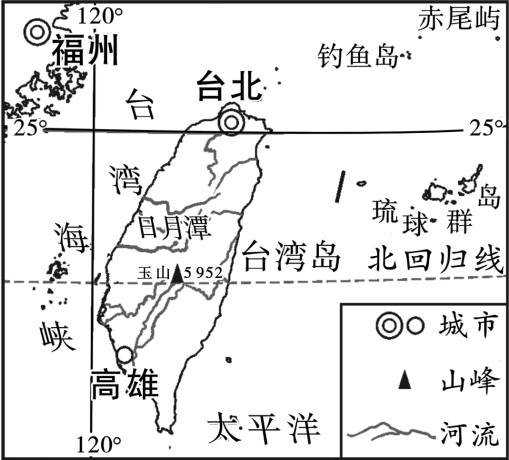 120°
赤尾屿
福州
钓鱼岛
台北
台湾海峡
25°
25°
日月潭
琉球群岛
台湾岛
北回归线
玉山
5952
高雄
太平洋
120°
城市
山峰
河流